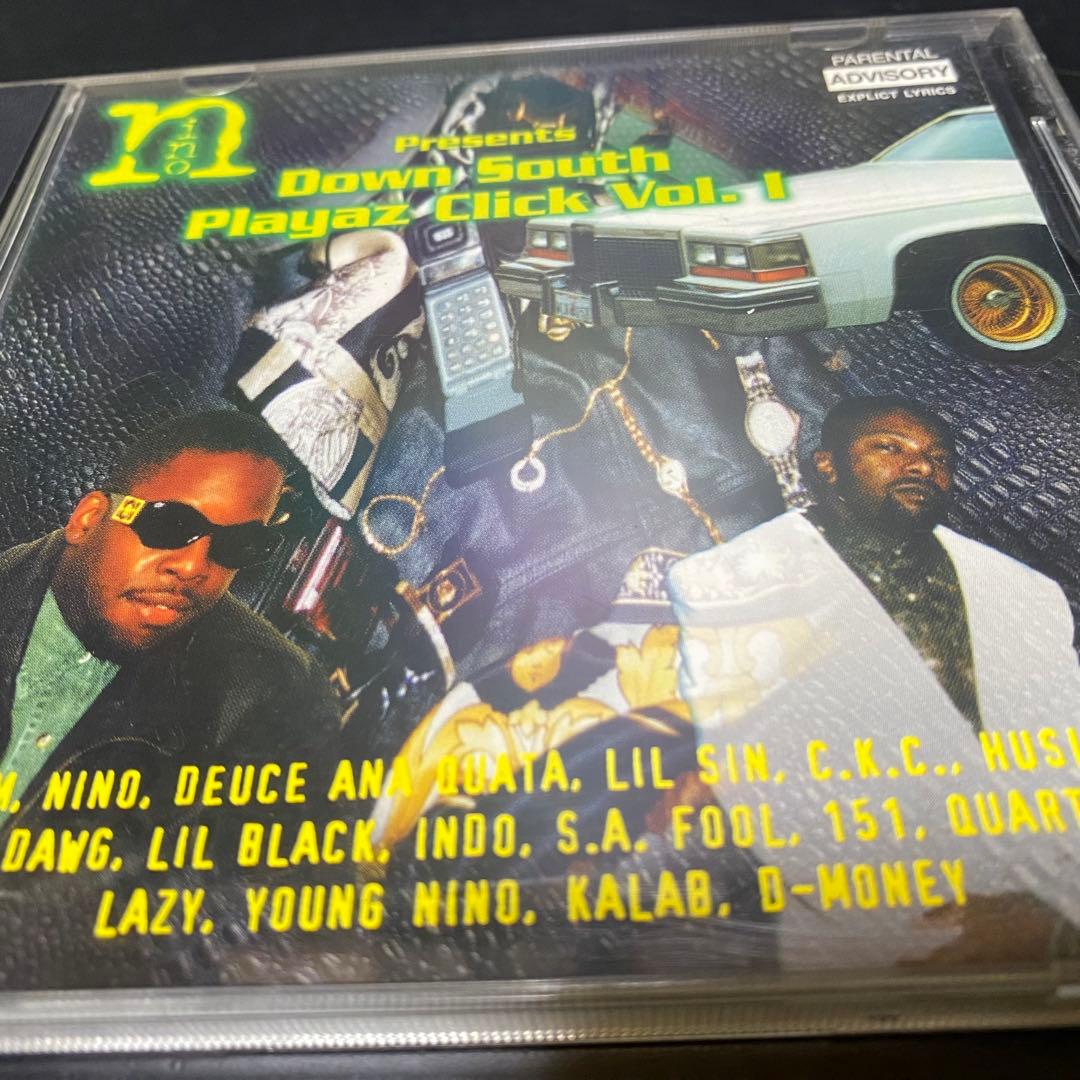 PARENTAL
ADVISORY
EXPLICT LYRICS
nino
Presents
Down South
Playaz Click Vol. 1
NINO, DEUCE ANA QUATA, LIL SIN, C.K.C.,
DAWG, LIL BLACK, INDO, S.A. FOOL, 151,
LAZY, YOUNG NINO, KALAB, D-MONEY